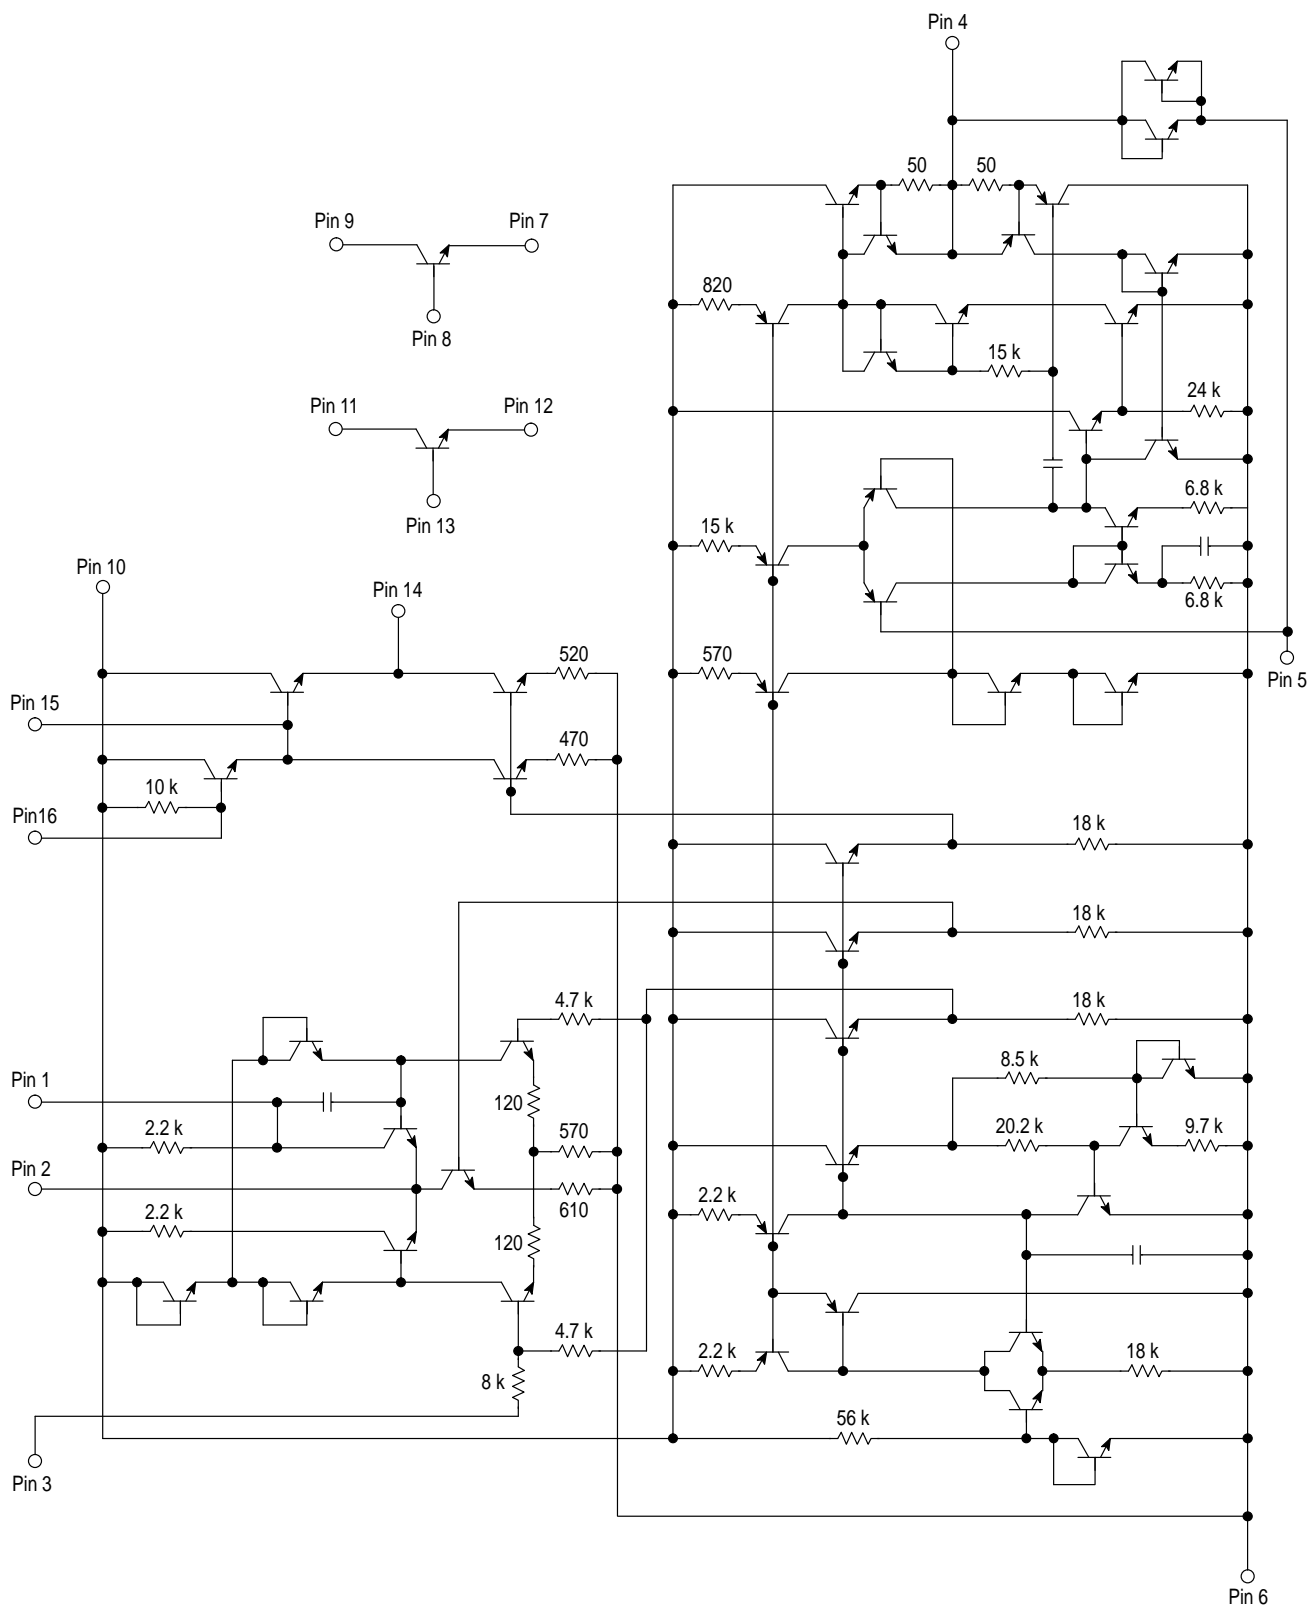 Pin 4
50 50
Pin 9 Pin 7
820
Pin 8
15 k
24 k
Pin 11 Pin 12
6.8 k
Pin 13
15 k
Pin 10
Pin 14
6.8 k
520
570
Pin 5
Pin 15
470
10 k
Pin16
18 k
18 k
4.7 k
18 k
8.5 k
Pin 1
120
2.2 k
570
20.2 k
9.7 k
Pin 2
2.2 k
2.2 k
610
120
4.7 k
2.2 k
18 k
8 k
56 k
Pin 3
Pin 6